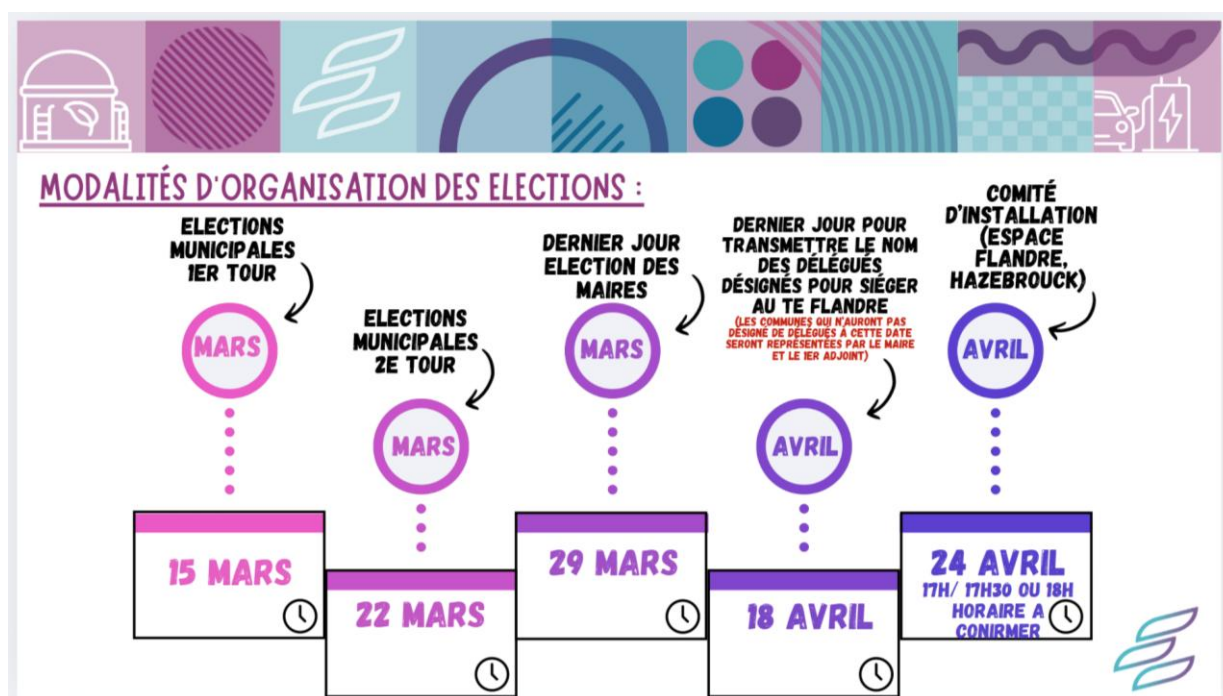 MODALITÉS D'ORGANISATION DES ELECTIONS :
ELECTIONS
MUNICIPALES
1ER TOUR
MARS
15 MARS
ELECTIONS
MUNICIPALES
2E TOUR
MARS
22 MARS
DERNIER JOUR
ELECTION DES
MAIRES
MARS
29 MARS
DERNIER JOUR POUR
TRANSMETTRE LE NOM
DES DÉLÉGUÉS
DÉSIGNÉS POUR SIÉGER
AU TE FLANDRE
(LES COMMUNES QUI N'AURONT PAS
DÉSIGNÉ DE DÉLÉGUÉS À CETTE DATE
SERONT REPRÉSENTÉES PAR LE MAIRE
ET LE 1ER ADJOINT)
AVRIL
18 AVRIL
COMITÉ
D'INSTALLATION
(ESPACE
FLANDRE,
HAZEBROUCK)
AVRIL
24 AVRIL
17H/ 17H30 OU 18H
HORAIRE A
CONIRMER